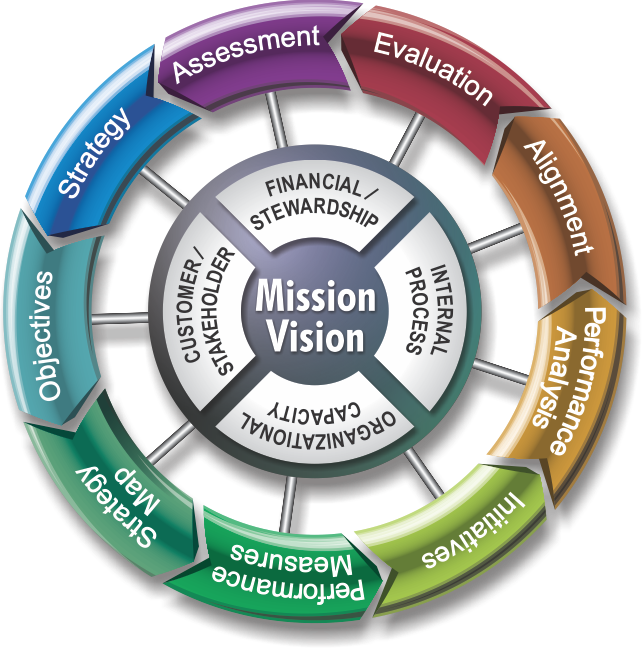 Assessment
Evaluation
Alignment
Performance
Analysis
Initiatives
Performance
Measures
Strategy
Map
Objectives
Strategy
FINANCIAL /
STEWARDSHIP
INTERNAL
PROCESS
ORGANIZATIONAL
CAPACITY
CUSTOMER /
STAKEHOLDER
Mission
Vision